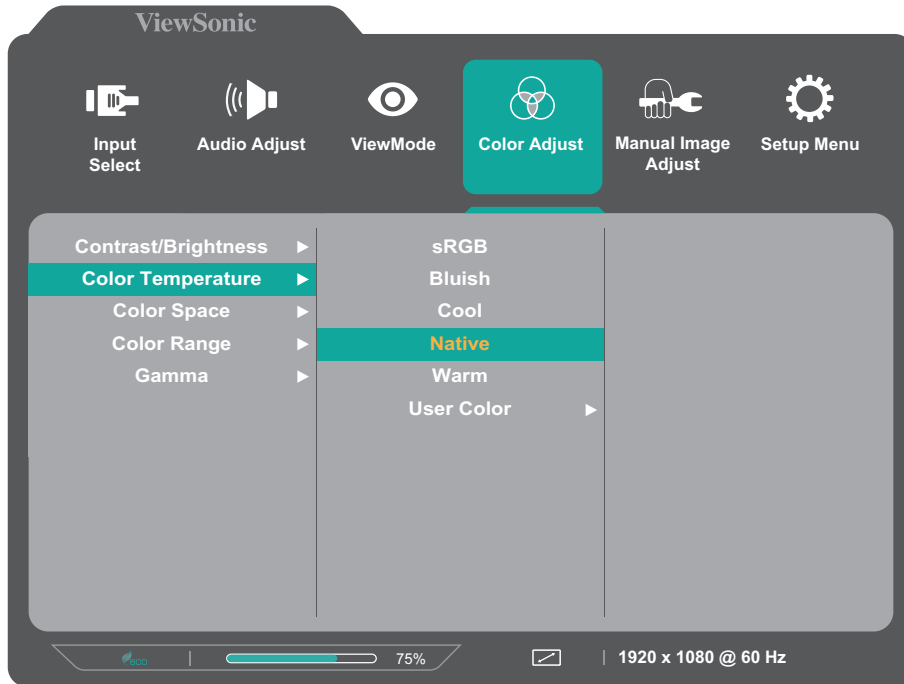 ViewSonic
Input
Select
Audio Adjust
ViewMode
Color Adjust
Manual Image
Adjust
Setup Menu
Contrast/Brightness
Color Temperature
Color Space
Color Range
Gamma
sRGB
Bluish
Cool
Native
Warm
User Color
eco
75%
1920 x 1080 @ 60 Hz